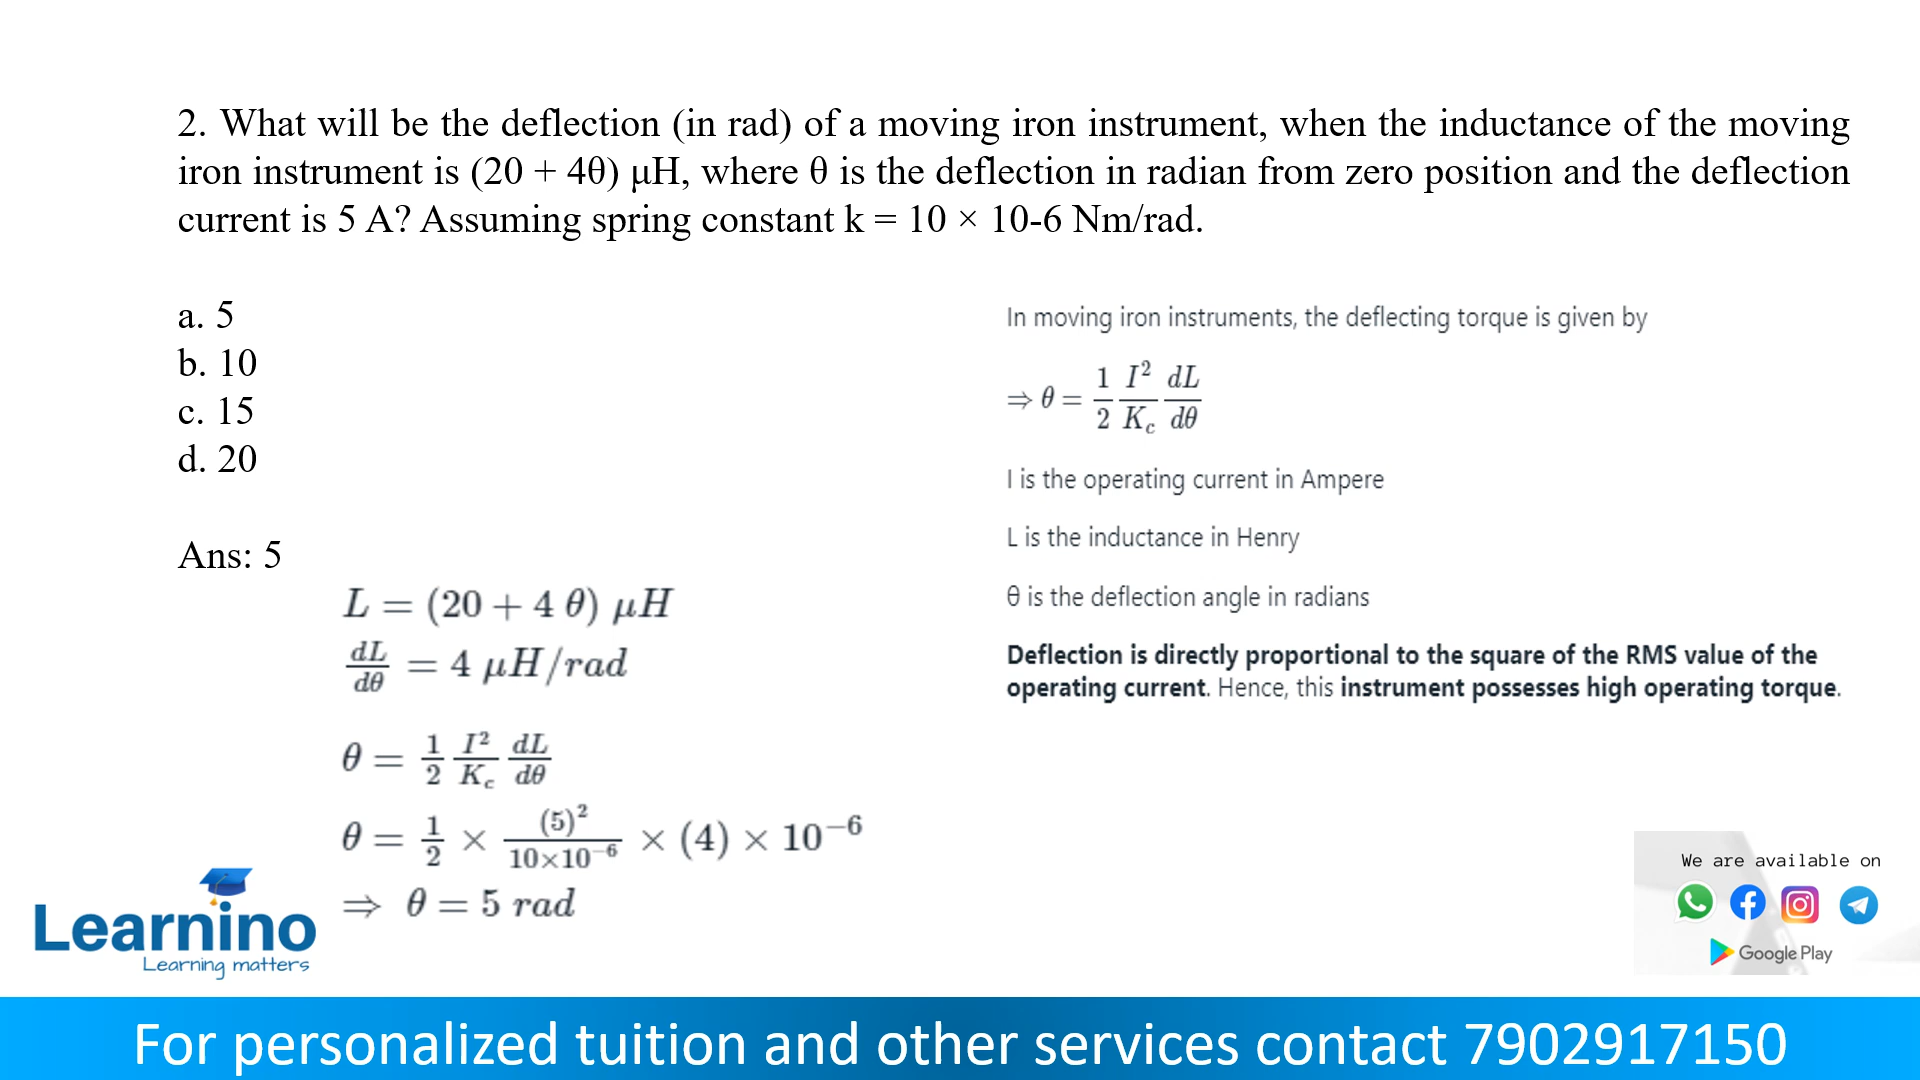 2. What will be the deflection (in rad) of a moving iron instrument, when the inductance of the moving
iron instrument is (20 + 4θ) μH, where θ is the deflection in radian from zero position and the deflection
current is 5 A? Assuming spring constant k = 10 × 10-6 Nm/rad.
a. 5
b. 10
c. 15
d. 20
Ans: 5
L = (20 + 4 θ) μH
dL/dθ = 4 μH/rad
θ = 1/2 I²/K꜀ dL/dθ
θ = 1/2 × (5)²/10×10⁻⁶ × (4) × 10⁻⁶
⇒ θ = 5 rad
In moving iron instruments, the deflecting torque is given by
⇒ θ = 1/2 I²/K꜀ dL/dθ
I is the operating current in Ampere
L is the inductance in Henry
θ is the deflection angle in radians
Deflection is directly proportional to the square of the RMS value of the
operating current. Hence, this instrument possesses high operating torque.
Learnino
Learning matters
We are available on
Google Play
For personalized tuition and other services contact 7902917150